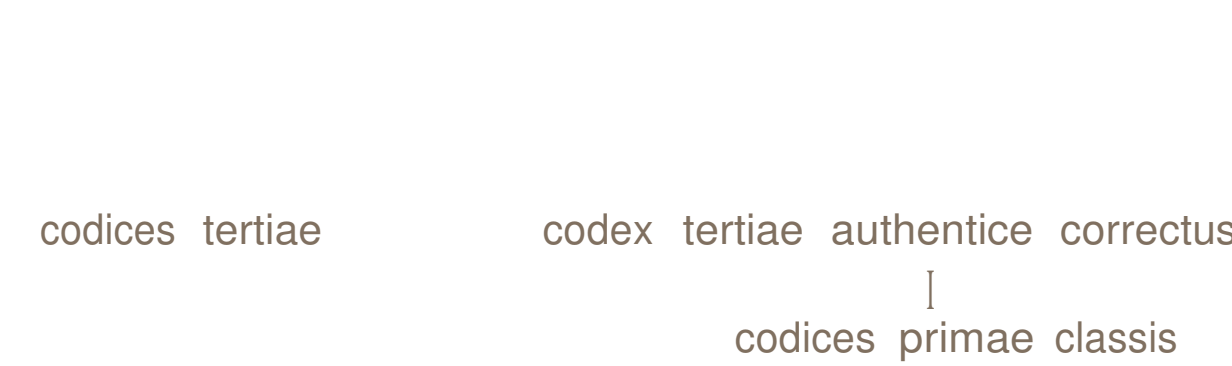 codices tertiae codex tertiae authentice correctus
codices primae classis